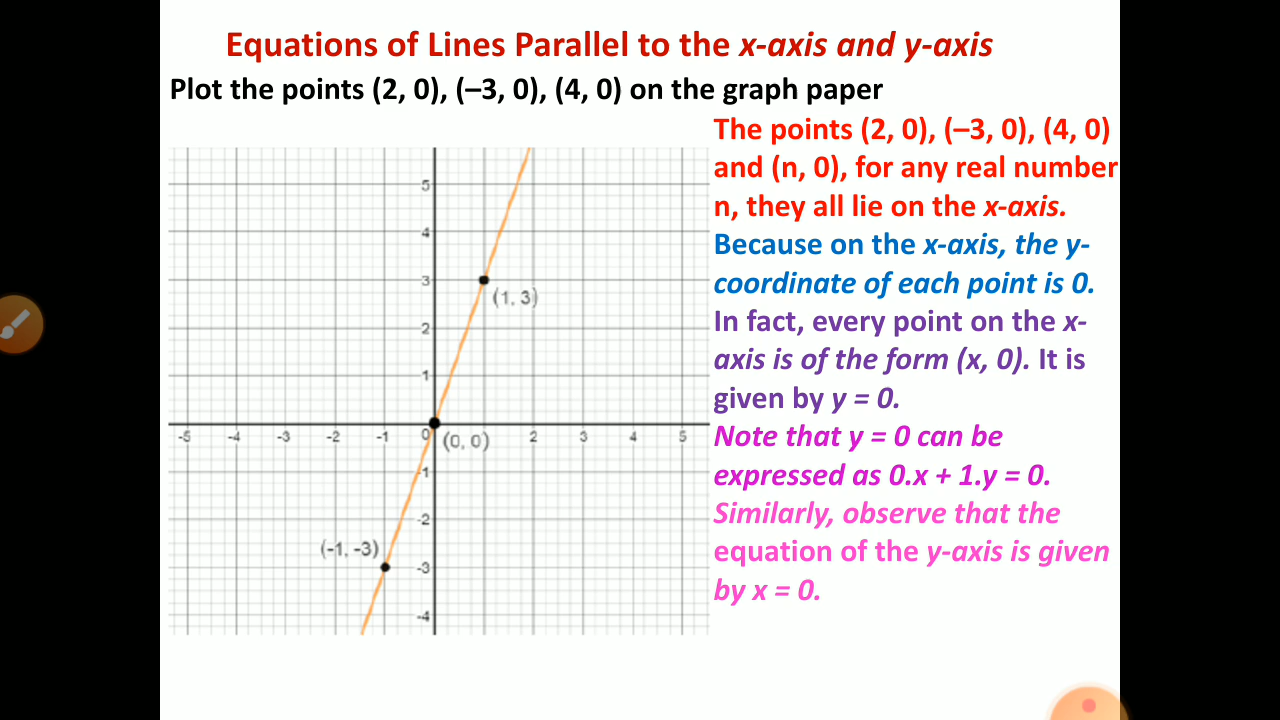 Equations of Lines Parallel to the x-axis and y-axis
Plot the points (2, 0), (–3, 0), (4, 0) on the graph paper
The points (2, 0), (–3, 0), (4, 0)
and (n, 0), for any real number
n, they all lie on the x-axis.
Because on the x-axis, the y-
coordinate of each point is 0.
In fact, every point on the x-
axis is of the form (x, 0). It is
given by y = 0.
Note that y = 0 can be
expressed as 0.x + 1.y = 0.
Similarly, observe that the
equation of the y-axis is given
by x = 0.
5
4
3
(1, 3)
2
1
-5 -4 -3 -2 -1 0 2 3 4 5
(0, 0)
-1
-2
(-1, -3)
-3
-4